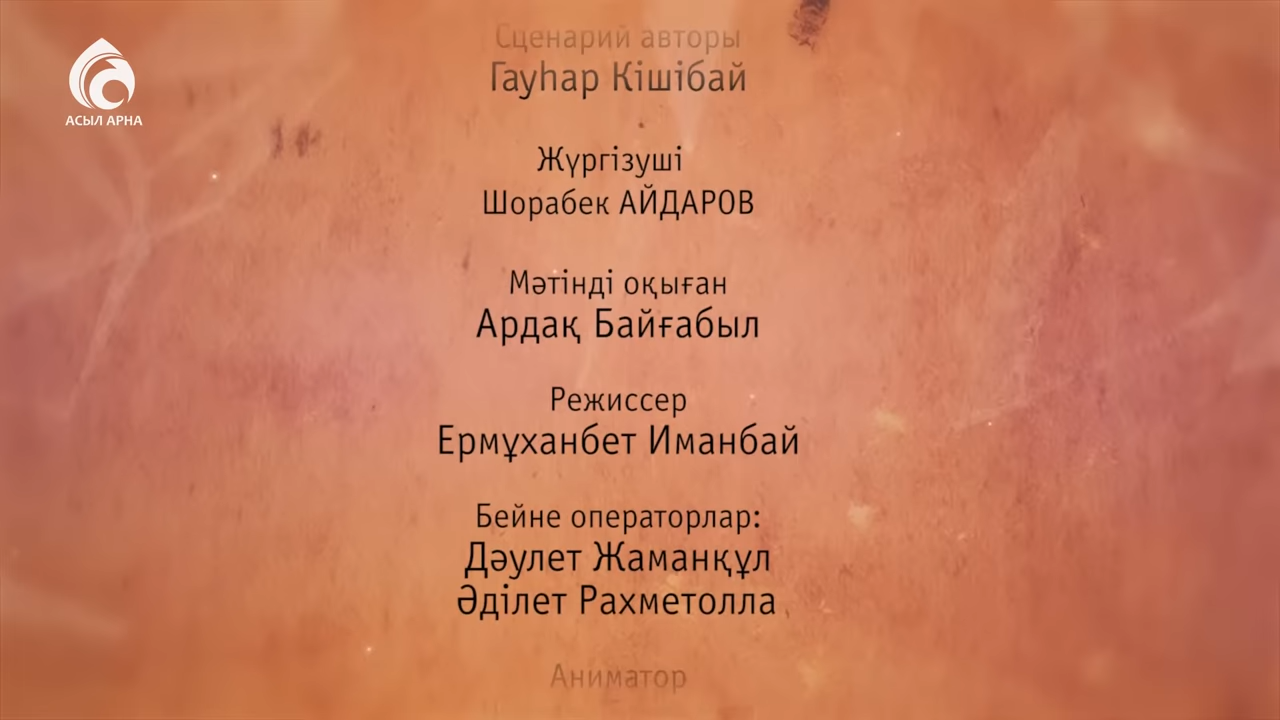 Сценарий авторы
Гауһар Кішібай
АСЫЛ АРНА
Жүргізуші
Шорабек АЙДАРОВ
Мәтінді оқыған
Ардақ Байғабыл
Режиссер
Ермұханбет Иманбай
Бейне операторлар:
Дәулет Жаманқұл
Әділет Рахметолла
Аниматор